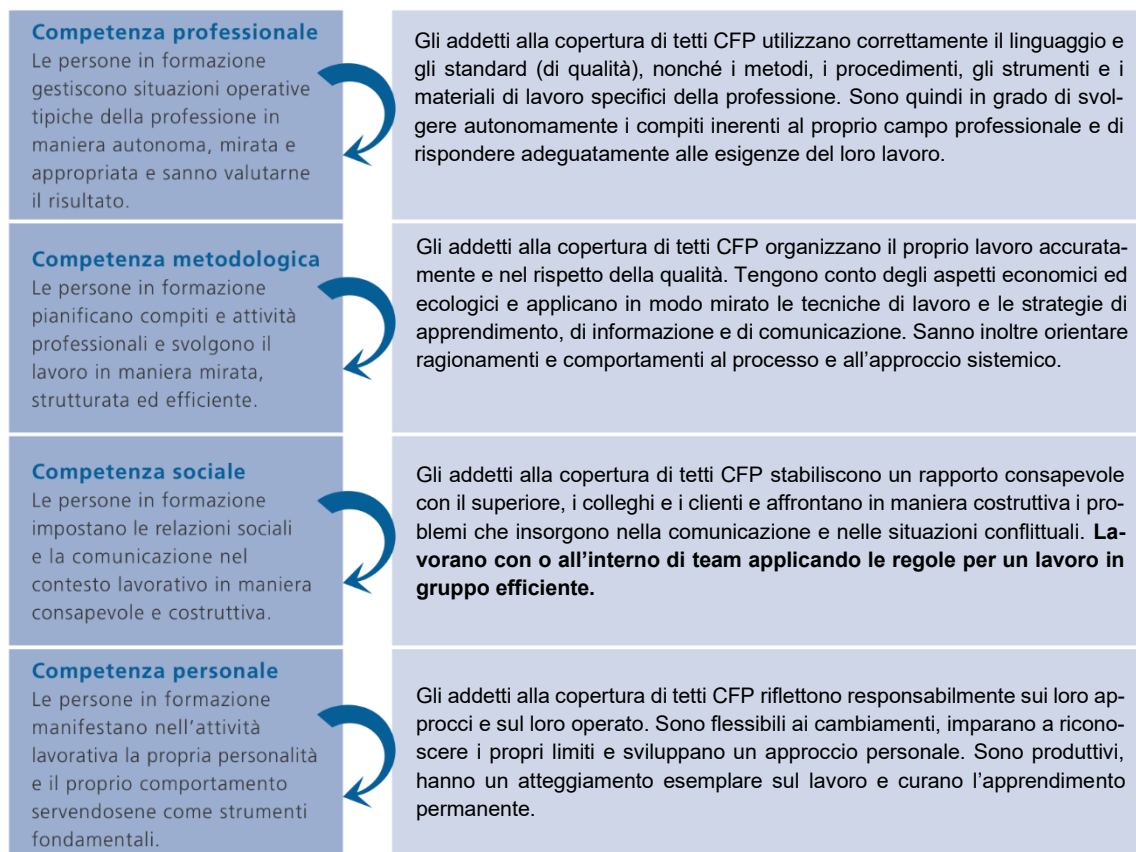 Competenza professionale
Le persone in formazione
gestiscono situazioni operative
tipiche della professione in
maniera autonoma, mirata e
appropriata e sanno valutarne
il risultato.
Gli addetti alla copertura di tetti CFP utilizzano correttamente il linguaggio e
gli standard (di qualità), nonché i metodi, i procedimenti, gli strumenti e i
materiali di lavoro specifici della professione. Sono quindi in grado di svol-
gere autonomamente i compiti inerenti al proprio campo professionale e di
rispondere adeguatamente alle esigenze del loro lavoro.
Competenza metodologica
Le persone in formazione
pianificano compiti e attività
professionali e svolgono il
lavoro in maniera mirata,
strutturata ed efficiente.
Gli addetti alla copertura di tetti CFP organizzano il proprio lavoro accurata-
mente e nel rispetto della qualità. Tengono conto degli aspetti economici ed
ecologici e applicano in modo mirato le tecniche di lavoro e le strategie di
apprendimento, di informazione e di comunicazione. Sanno inoltre orientare
ragionamenti e comportamenti al processo e all'approccio sistemico.
Competenza sociale
Le persone in formazione
impostano le relazioni sociali
e la comunicazione nel
contesto lavorativo in maniera
consapevole e costruttiva.
Gli addetti alla copertura di tetti CFP stabiliscono un rapporto consapevole
con il superiore, i colleghi e i clienti e affrontano in maniera costruttiva i pro-
blemi che insorgono nella comunicazione e nelle situazioni conflittuali. La-
vorano con o all'interno di team applicando le regole per un lavoro in
gruppo efficiente.
Competenza personale
Le persone in formazione
manifestano nell'attività
lavorativa la propria personalità
e il proprio comportamento
servendosene come strumenti
fondamentali.
Gli addetti alla copertura di tetti CFP riflettono responsabilmente sui loro ap-
procci e sul loro operato. Sono flessibili ai cambiamenti, imparano a ricono-
scere i propri limiti e sviluppano un approccio personale. Sono produttivi,
hanno un atteggiamento esemplare sul lavoro e curano l'apprendimento
permanente.